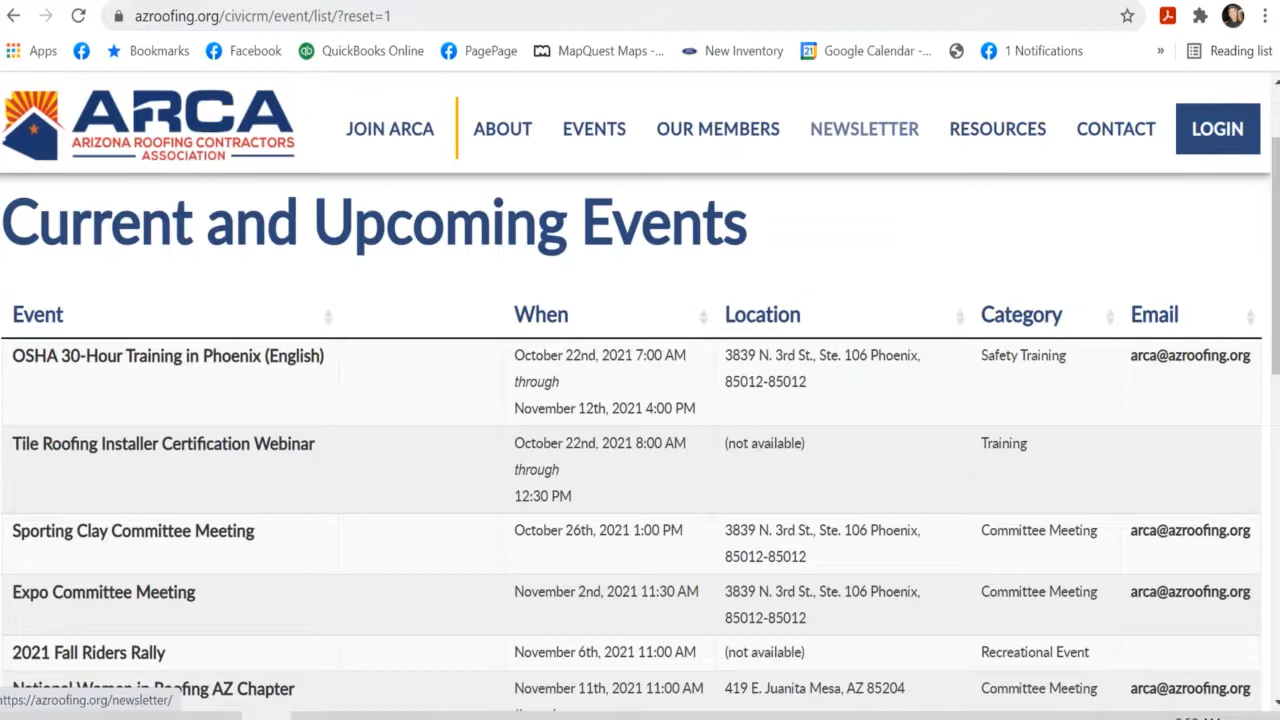 azroofing.org/civicrm/event/list/?reset=1
Apps Bookmarks Facebook QuickBooks Online PagePage MapQuest Maps -... New Inventory Google Calendar -... 1 Notifications » Reading list
ARCA
ARIZONA ROOFING CONTRACTORS
ASSOCIATION
JOIN ARCA ABOUT EVENTS OUR MEMBERS NEWSLETTER RESOURCES CONTACT LOGIN
Current and Upcoming Events
Event When Location Category Email
OSHA 30-Hour Training in Phoenix (English) October 22nd, 2021 7:00 AM 3839 N. 3rd St., Ste. 106 Phoenix, Safety Training arca@azroofing.org
through 85012-85012
November 12th, 2021 4:00 PM
Tile Roofing Installer Certification Webinar October 22nd, 2021 8:00 AM (not available) Training
through
12:30 PM
Sporting Clay Committee Meeting October 26th, 2021 1:00 PM 3839 N. 3rd St., Ste. 106 Phoenix, Committee Meeting arca@azroofing.org
85012-85012
Expo Committee Meeting November 2nd, 2021 11:30 AM 3839 N. 3rd St., Ste. 106 Phoenix, Committee Meeting arca@azroofing.org
85012-85012
2021 Fall Riders Rally November 6th, 2021 11:00 AM (not available) Recreational Event
National Women in Roofing AZ Chapter November 11th, 2021 11:00 AM 419 E. Juanita Mesa, AZ 85204 Committee Meeting arca@azroofing.org
https://azroofing.org/newsletter/